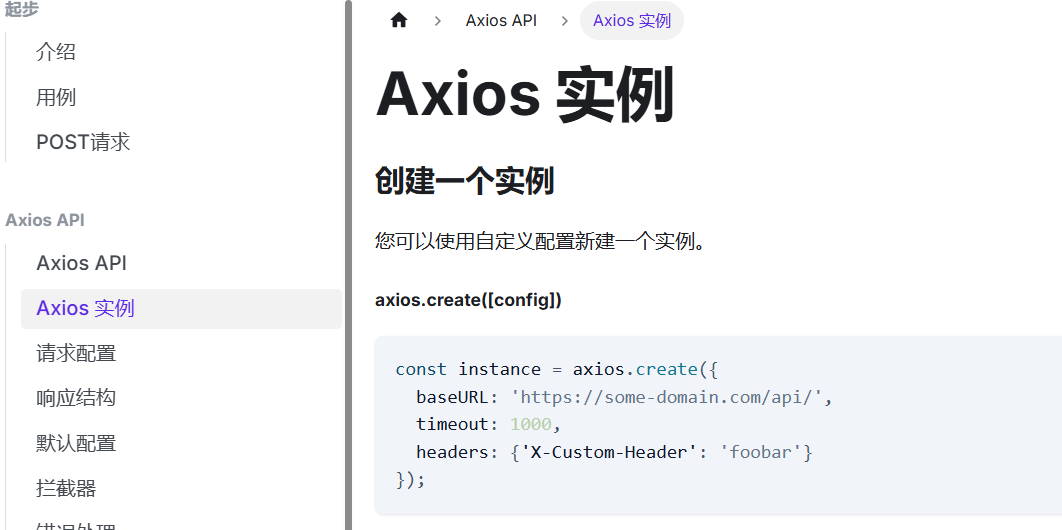 起步
介绍
用例
POST请求
Axios API
Axios API
Axios 实例
请求配置
响应结构
默认配置
拦截器
错误处理
Axios API
Axios 实例
Axios 实例
创建一个实例
您可以使用自定义配置新建一个实例。
axios.create([config])
const instance = axios.create({
  baseURL: 'https://some-domain.com/api/',
  timeout: 1000,
  headers: {'X-Custom-Header': 'foobar'}
});